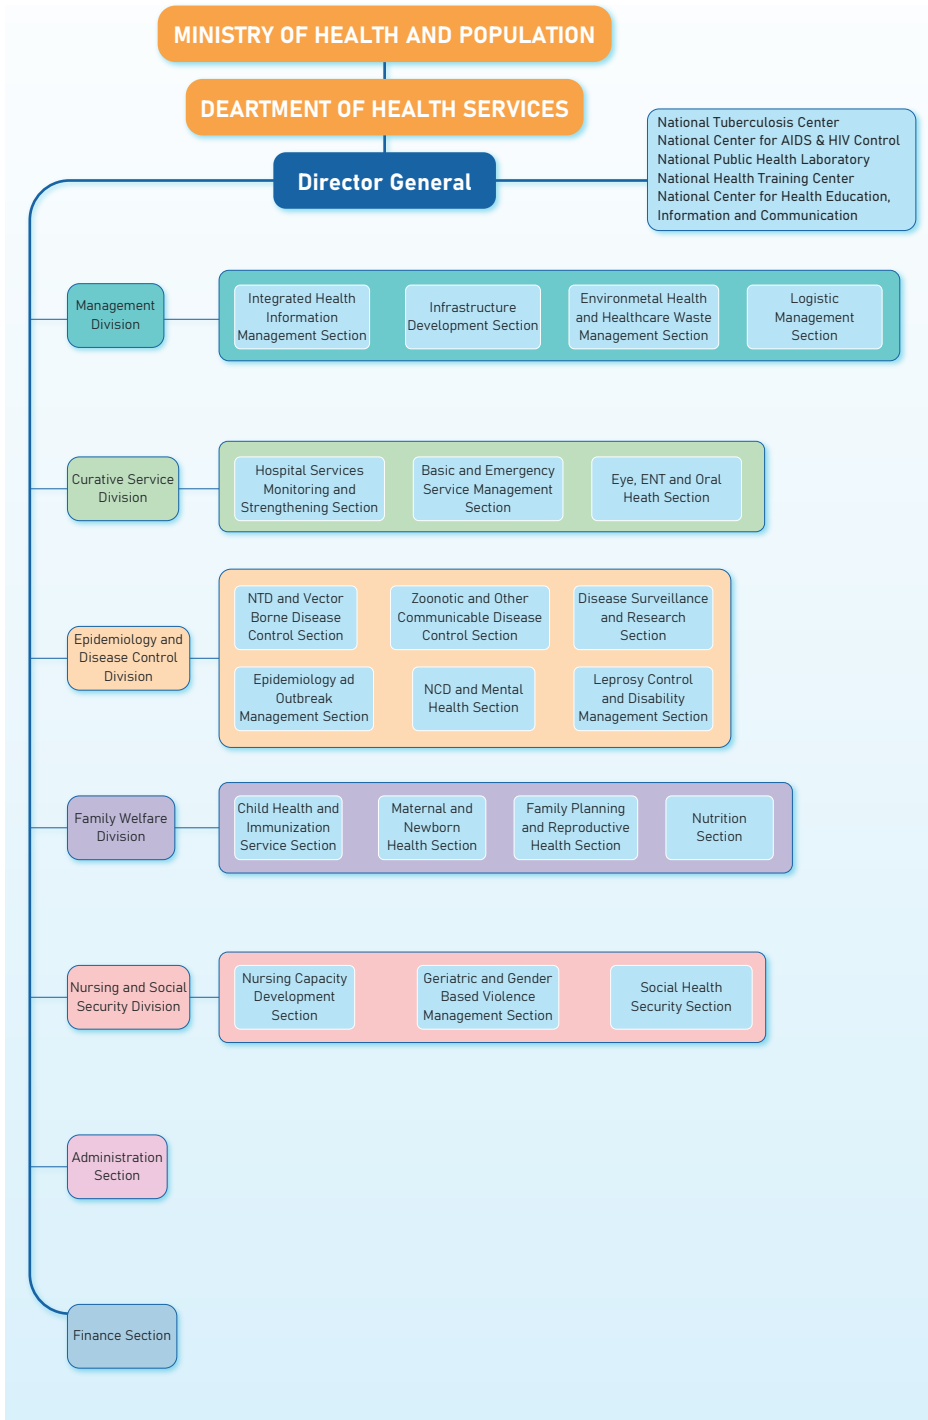 MINISTRY OF HEALTH AND POPULATION
DEARTMENT OF HEALTH SERVICES
Director General
National Tuberculosis Center
National Center for AIDS & HIV Control
National Public Health Laboratory
National Health Training Center
National Center for Health Education,
Information and Communication
Management
Division
Integrated Health
Information
Management Section
Infrastructure
Development Section
Environmetal Health
and Healthcare Waste
Management Section
Logistic
Management
Section
Curative Service
Division
Hospital Services
Monitoring and
Strengthening Section
Basic and Emergency
Service Management
Section
Eye, ENT and Oral
Heath Section
Epidemiology and
Disease Control
Division
NTD and Vector
Borne Disease
Control Section
Zoonotic and Other
Communicable Disease
Control Section
Disease Surveillance
and Research
Section
Epidemiology ad
Outbreak
Management Section
NCD and Mental
Health Section
Leprosy Control
and Disability
Management Section
Family Welfare
Division
Child Health and
Immunization
Service Section
Maternal and
Newborn
Health Section
Family Planning
and Reproductive
Health Section
Nutrition
Section
Nursing and Social
Security Division
Nursing Capacity
Development
Section
Geriatric and Gender
Based Violence
Management Section
Social Health
Security Section
Administration
Section
Finance Section